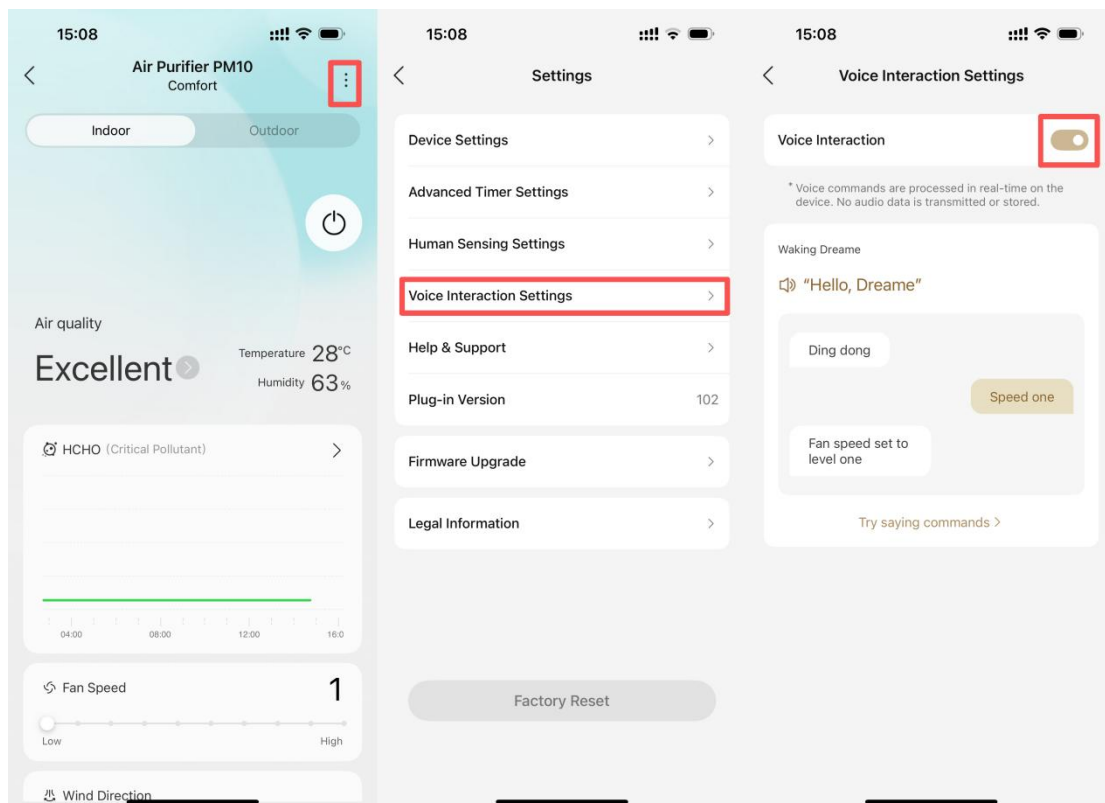 15:08
Air Purifier PM10
Comfort
Indoor
Outdoor
Air quality
Excellent
Temperature 28°C
Humidity 63%
HCHO (Critical Pollutant)
04:00
08:00
12:00
16:0
Fan Speed
1
Low
High
Wind Direction
15:08
Settings
Device Settings
Advanced Timer Settings
Human Sensing Settings
Voice Interaction Settings
Help & Support
Plug-in Version
102
Firmware Upgrade
Legal Information
Factory Reset
15:08
Voice Interaction Settings
Voice Interaction
* Voice commands are processed in real-time on the
device. No audio data is transmitted or stored.
Waking Dreame
“Hello, Dreame”
Ding dong
Speed one
Fan speed set to
level one
Try saying commands >